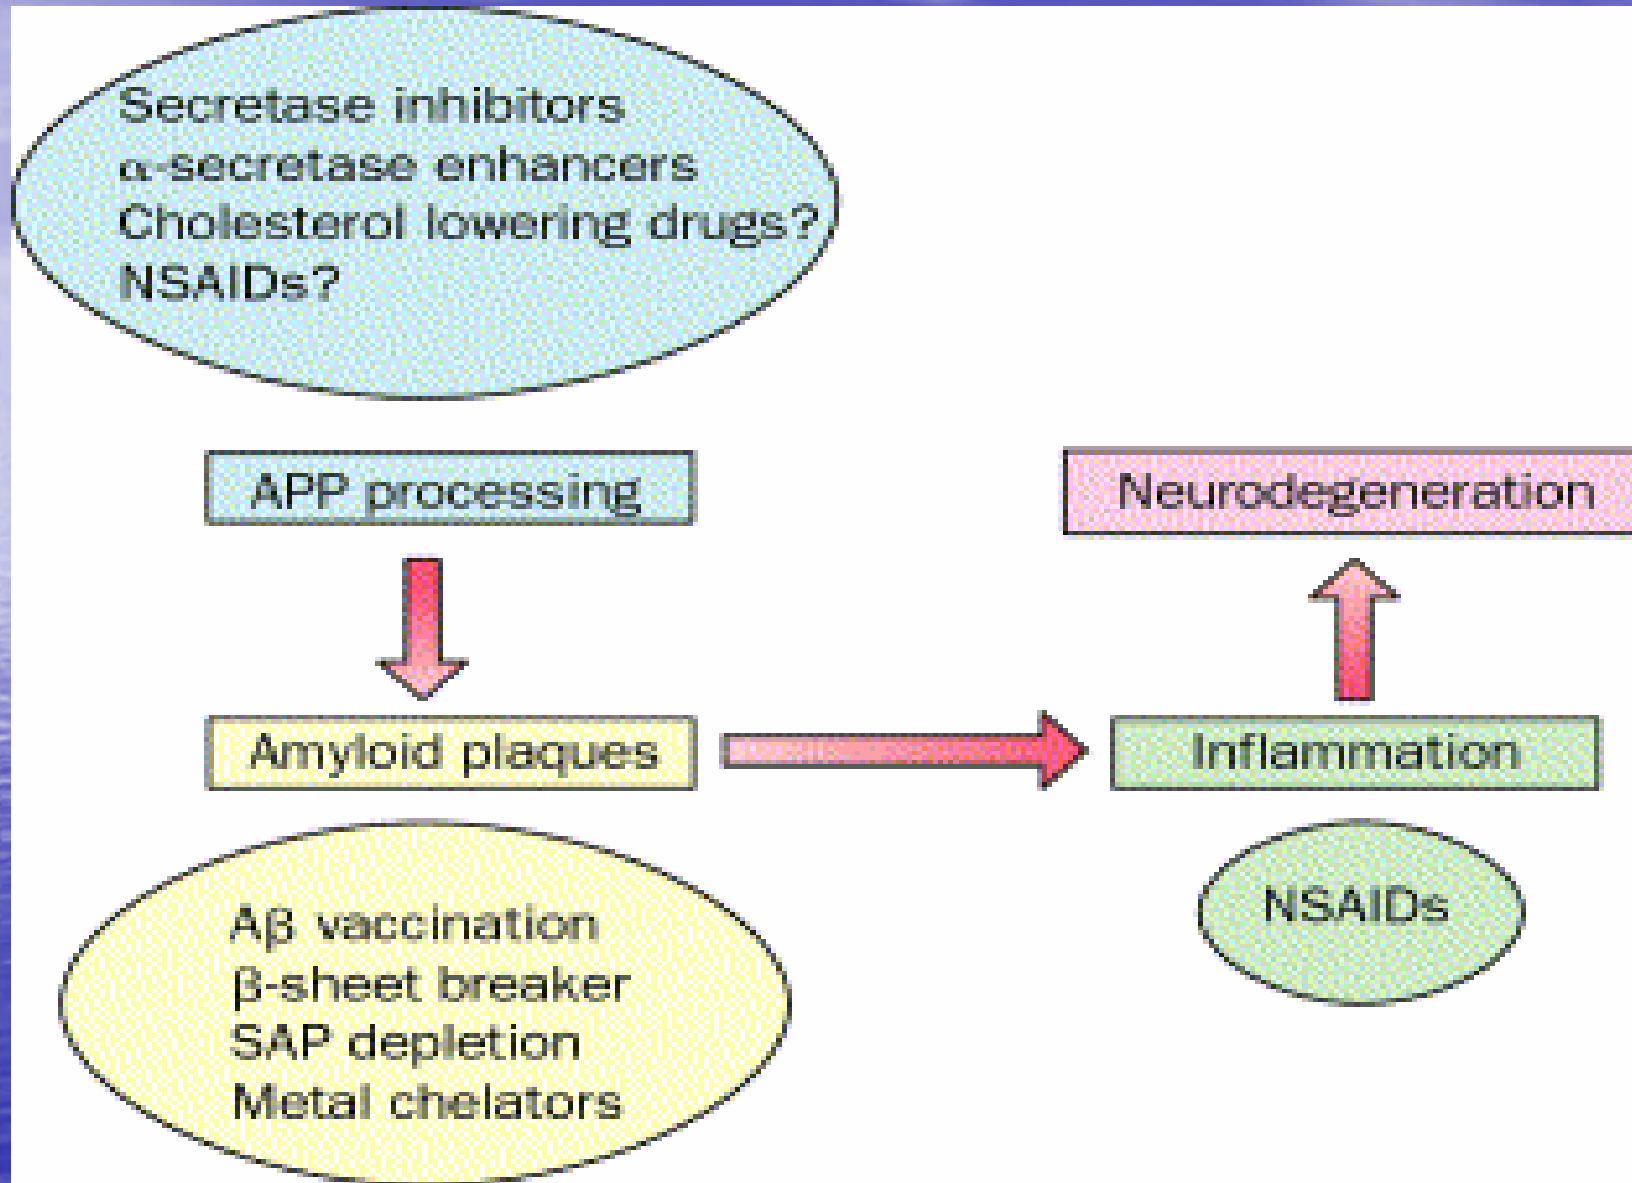 Secretase inhibitors
α-secretase enhancers
Cholesterol lowering drugs?
NSAIDs?
APP processing
Neurodegeneration
Amyloid plaques
Inflammation
Aβ vaccination
β-sheet breaker
SAP depletion
Metal chelators
NSAIDs